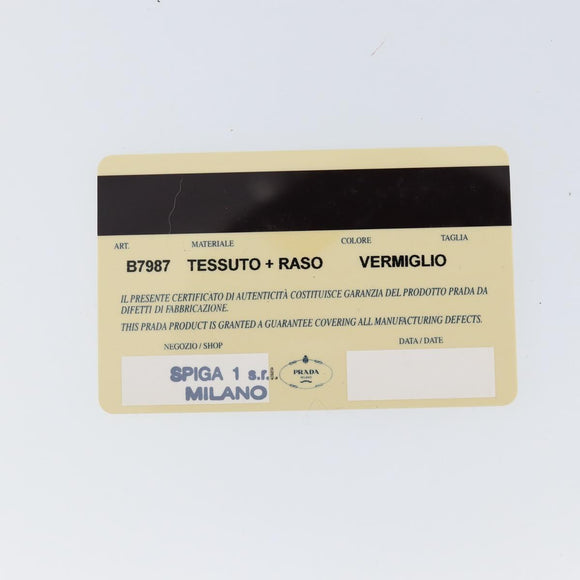 ART. MATERIALE COLORE TAGLIA
B7987 TESSUTO + RASO VERMIGLIO
IL PRESENTE CERTIFICATO DI AUTENTICITÀ COSTITUISCE GARANZIA DEL PRODOTTO PRADA DA
DIFETTI DI FABBRICAZIONE.
THIS PRADA PRODUCT IS GRANTED A GUARANTEE COVERING ALL MANUFACTURING DEFECTS.
NEGOZIO / SHOP DATA / DATE
SPIGA 1 s.r.l.
MILANO
PRADA
MILANO